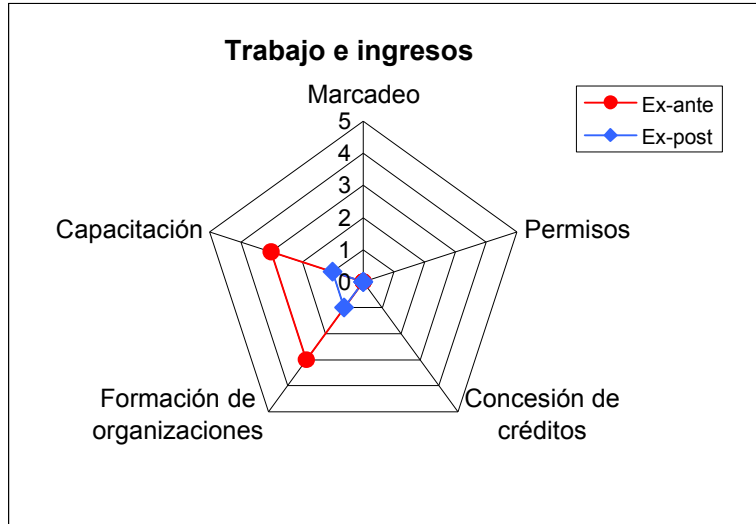 Trabajo e ingresos
Marcadeo
Ex-ante
Ex-post
5
4
3
2
1
0
Capacitación
Permisos
Formación de
organizaciones
Concesión de
créditos